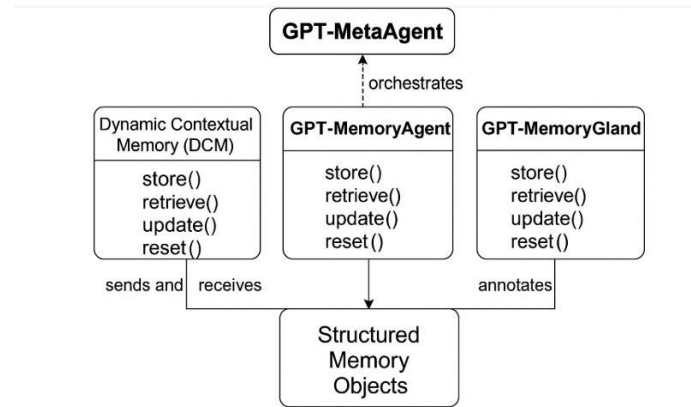 GPT-MetaAgent
orchestrates
Dynamic Contextual
Memory (DCM)
store()
retrieve()
update()
reset()
GPT-MemoryAgent
store()
retrieve()
update()
reset()
GPT-MemoryGland
store()
retrieve()
update()
reset()
sends and receives
annotates
Structured
Memory
Objects